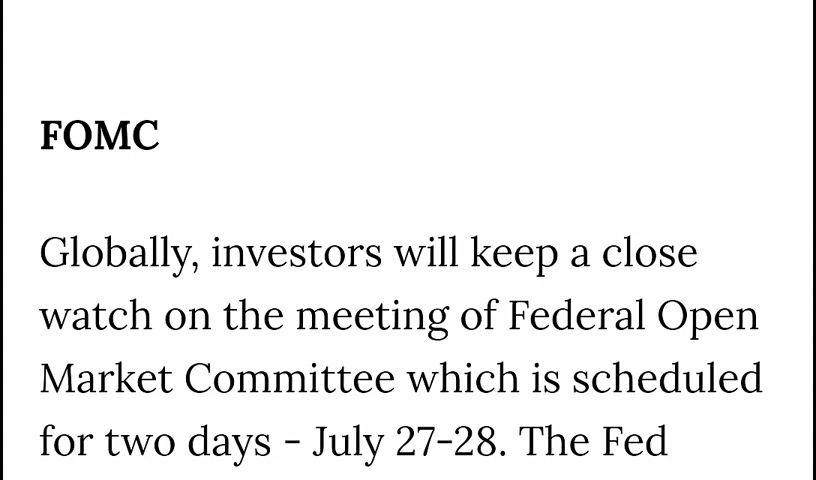 FOMC
Globally, investors will keep a close
watch on the meeting of Federal Open
Market Committee which is scheduled
for two days - July 27-28. The Fed